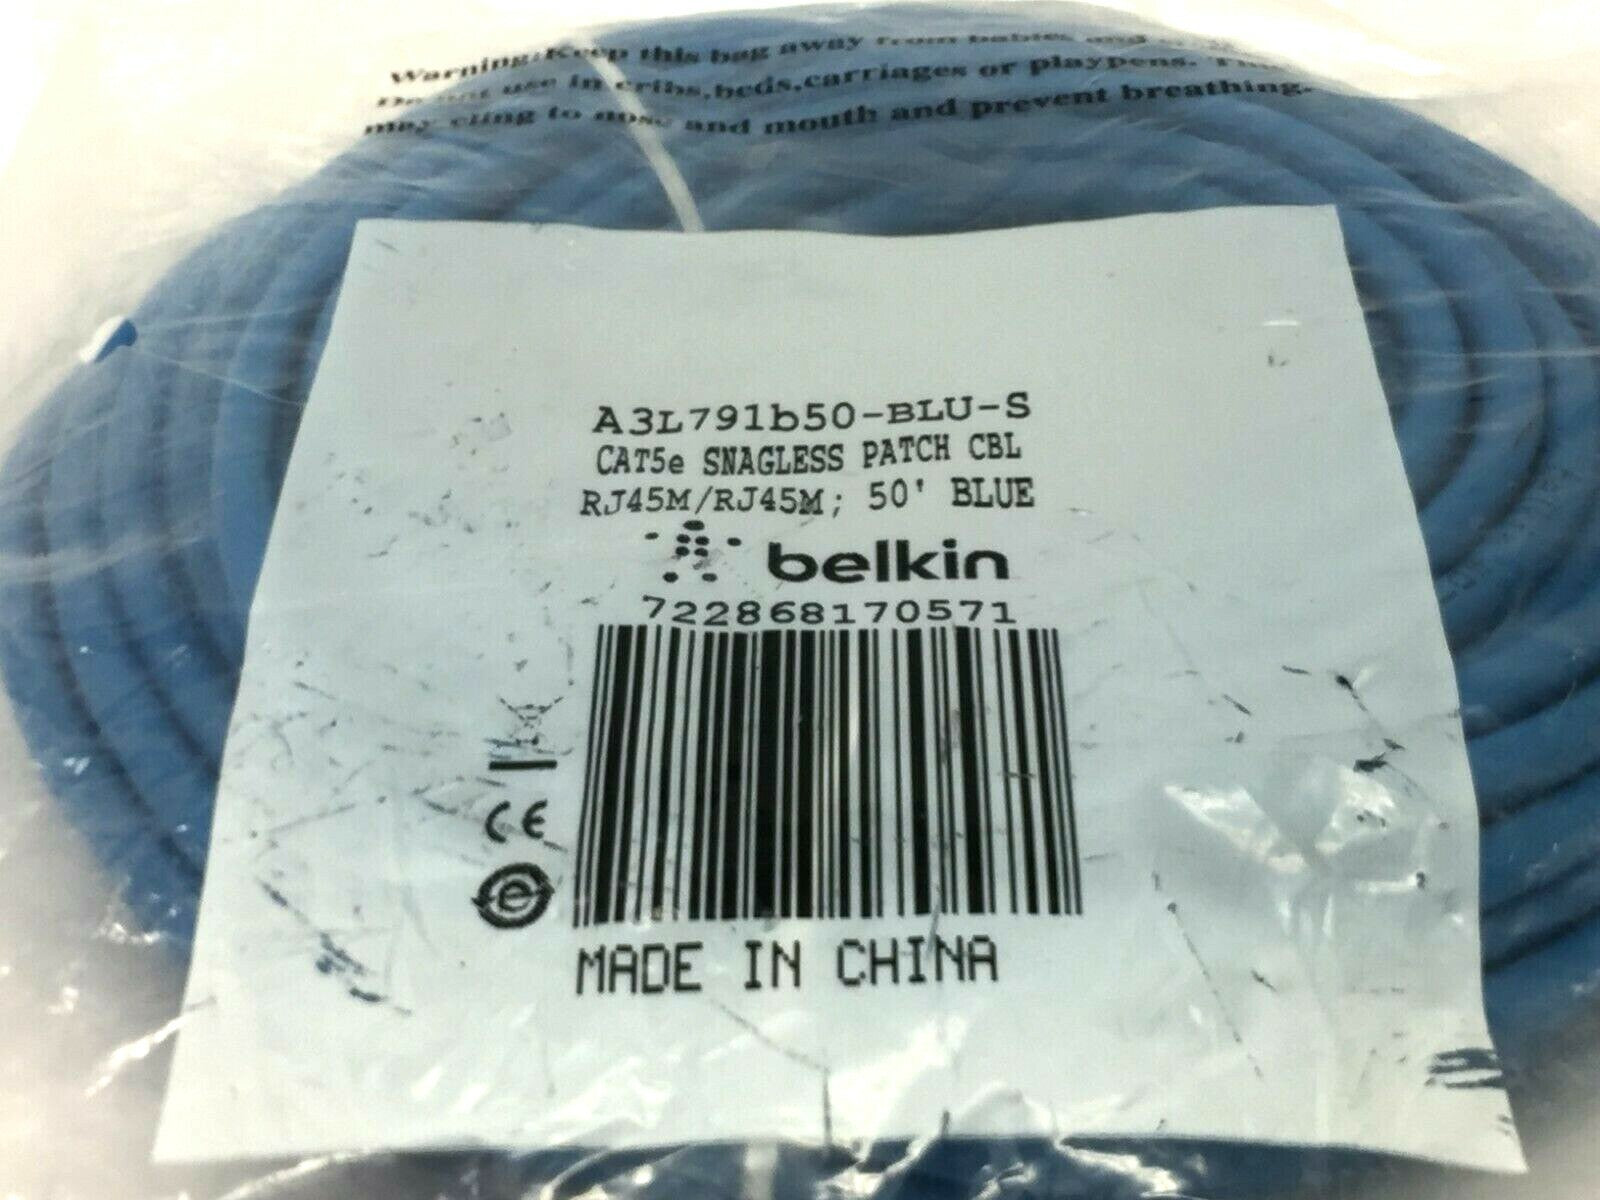 Warning:Keep this bag away from babies and
Do not use in cribs,beds,carriages or playpens.
may cling to nose and mouth and prevent breathing.
A3L791b50-BLU-S
CAT5e SNAGLESS PATCH CBL
RJ45M/RJ45M; 50' BLUE
belkin
722868170571
CE
e
MADE IN CHINA